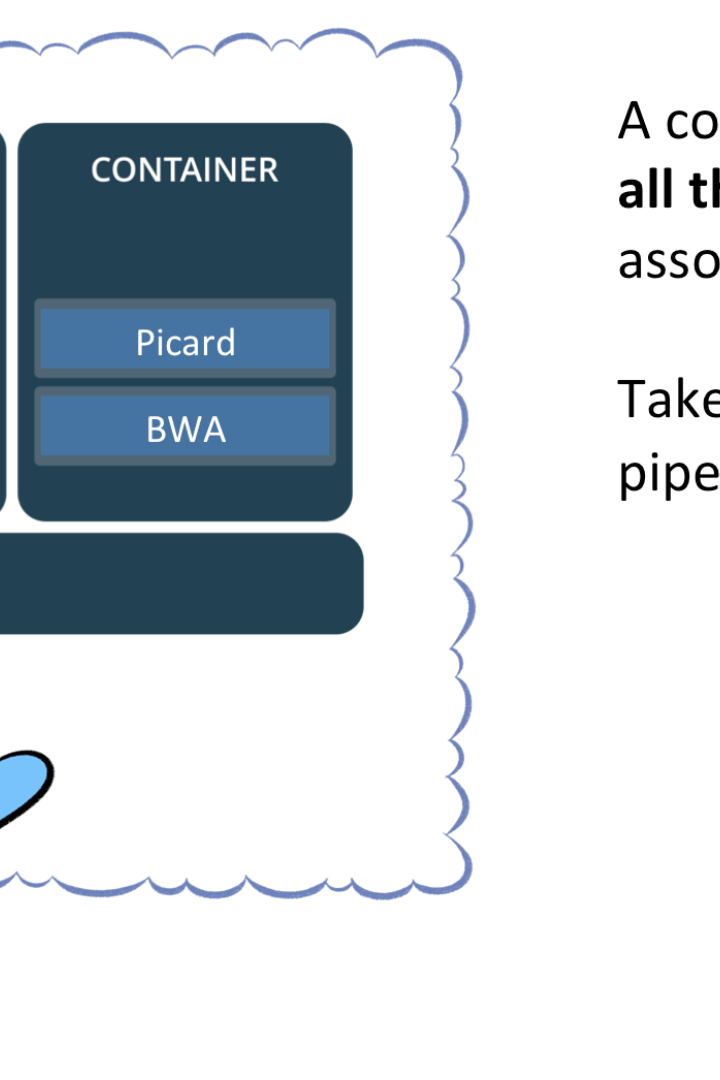 CONTAINER
Picard
BWA
A co
all th
asso
Take
pipe